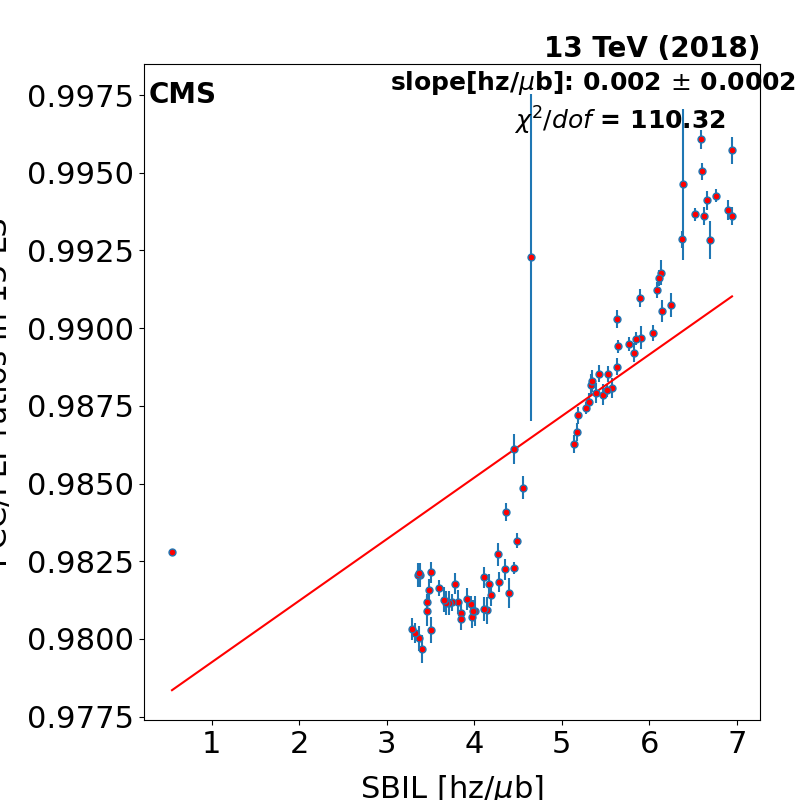 13 TeV (2018)
CMS
slope[hz/μb]: 0.002 ± 0.0002
χ²/dof = 110.32
0.9975
0.9950
0.9925
0.9900
0.9875
0.9850
0.9825
0.9800
0.9775
1 2 3 4 5 6 7
SBIL [hz/μb]